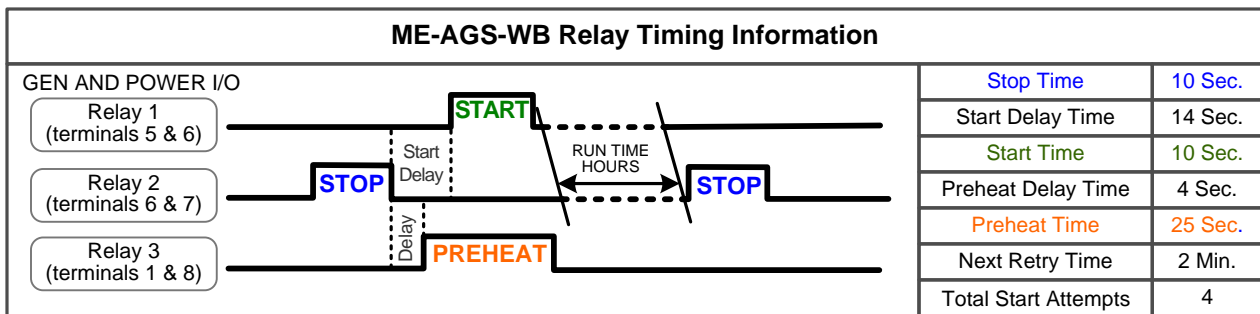 ME-AGS-WB Relay Timing Information
GEN AND POWER I/O
Relay 1
(terminals 5 & 6)
START
Start
Delay
RUN TIME
HOURS
Relay 2
(terminals 6 & 7)
STOP
STOP
Delay
Relay 3
(terminals 1 & 8)
PREHEAT
Stop Time 10 Sec.
Start Delay Time 14 Sec.
Start Time 10 Sec.
Preheat Delay Time 4 Sec.
Preheat Time 25 Sec.
Next Retry Time 2 Min.
Total Start Attempts 4